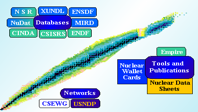 N S R XUNDL ENSDF
NuDat Databases MIRD
CINDA CSISRS ENDF
Empire
Nuclear Wallet Cards
Tools and Publications
Nuclear Data Sheets
Networks
CSEWG USNDP